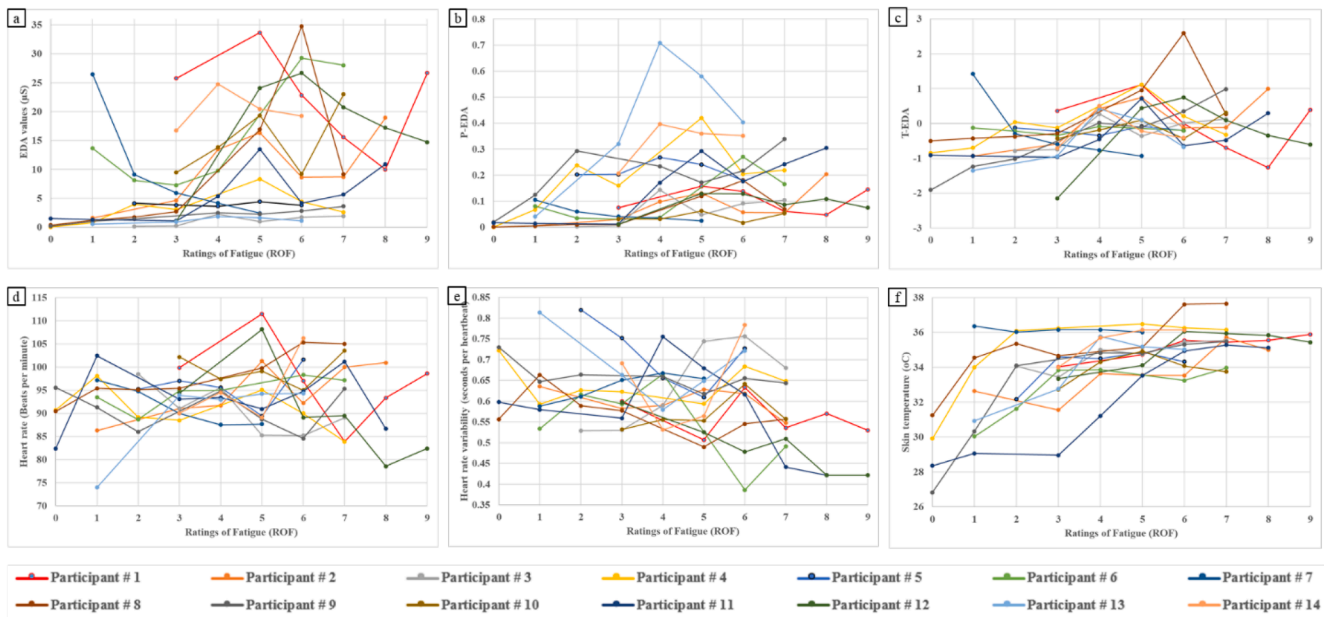 a
EDA values (µS)
35
30
25
20
15
10
5
0
0 1 2 3 4 5 6 7 8 9
Ratings of Fatigue (ROF)
b
P-EDA
0.8
0.7
0.6
0.5
0.4
0.3
0.2
0.1
0
0 1 2 3 4 5 6 7 8 9
Ratings of Fatigue (ROF)
c
T-EDA
3
2
1
0
-1
-2
-3
0 1 2 3 4 5 6 7 8 9
Ratings of Fatigue (ROF)
d
Heart rate (Beats per minute)
115
110
105
100
95
90
85
80
75
70
0 1 2 3 4 5 6 7 8 9
Ratings of Fatigue (ROF)
e
Heart rate variability (seconds per heartbeat)
0.85
0.8
0.75
0.7
0.65
0.6
0.55
0.5
0.45
0.4
0.35
0 1 2 3 4 5 6 7 8 9
Ratings of Fatigue (ROF)
f
Skin temperature (oC)
38
36
34
32
30
28
26
0 1 2 3 4 5 6 7 8 9
Ratings of Fatigue (ROF)
Participant # 1 Participant # 2 Participant # 3 Participant # 4 Participant # 5 Participant # 6 Participant # 7
Participant # 8 Participant # 9 Participant # 10 Participant # 11 Participant # 12 Participant # 13 Participant # 14